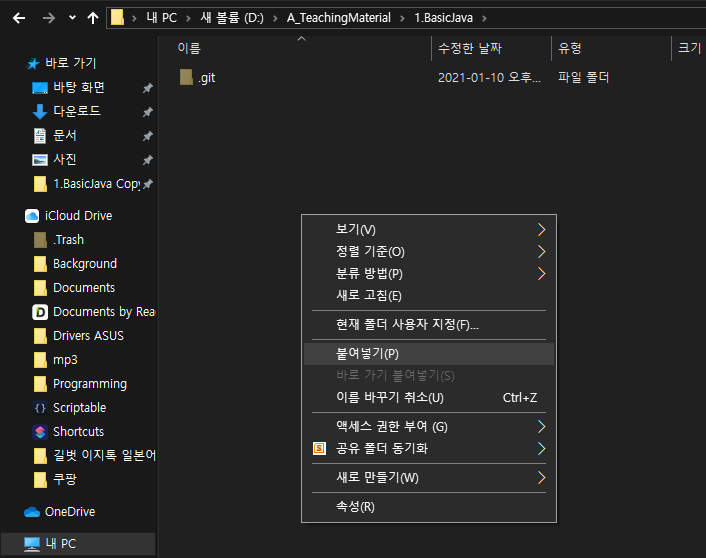 내 PC > 새 볼륨 (D:) > A_TeachingMaterial > 1.BasicJava >
이름 수정한 날짜 유형 크기
.git 2021-01-10 오후... 파일 폴더
바로 가기
바탕 화면
다운로드
문서
사진
1.BasicJava Copy
iCloud Drive
.Trash
Background
Documents
Documents by Rea
Drivers ASUS
mp3
Programming
Scriptable
Shortcuts
길벗 이지톡 일본어
쿠팡
OneDrive
내 PC
보기(V)
정렬 기준(O)
분류 방법(P)
새로 고침(E)
현재 폴더 사용자 지정(F)...
붙여넣기(P)
바로 가기 붙여넣기(S)
이름 바꾸기 취소(U) Ctrl+Z
액세스 권한 부여 (G)
공유 폴더 동기화
새로 만들기(W)
속성(R)